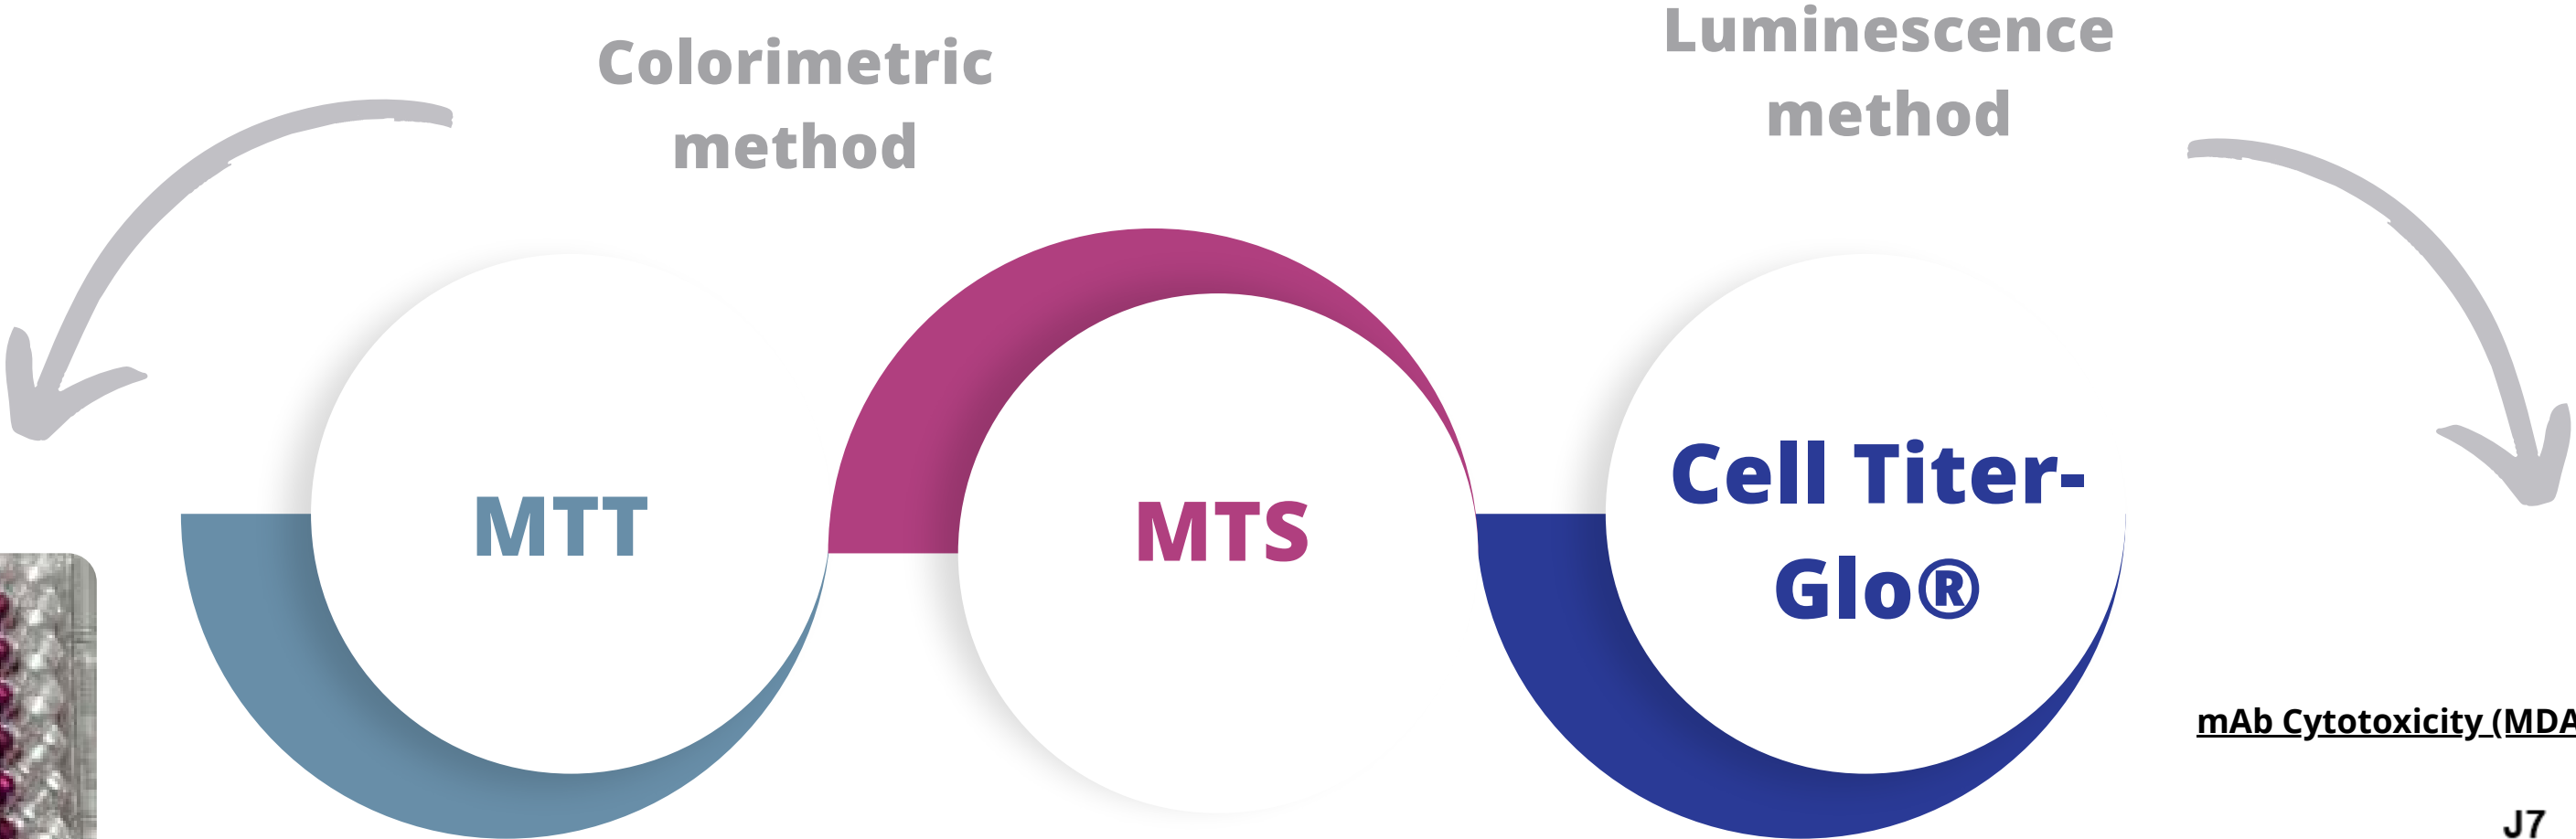 Colorimetric
method
Luminescence
method
MTT
MTS
Cell Titer-
Glo®
mAb Cytotoxicity (MDA
J7